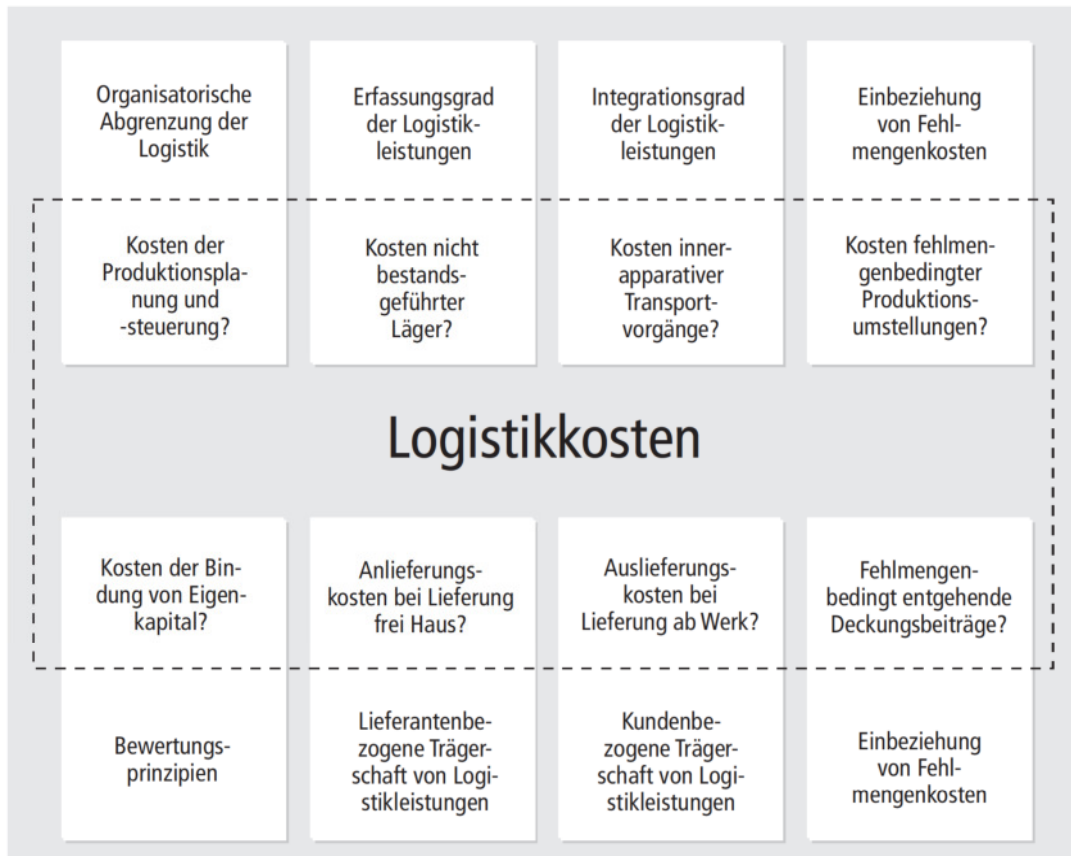 Organisatorische
Abgrenzung der
Logistik
Erfassungsgrad
der Logistik-
leistungen
Integrationsgrad
der Logistik-
leistungen
Einbeziehung
von Fehl-
mengenkosten
Kosten der
Produktionspla-
nung und
-steuerung?
Kosten nicht
bestands-
geführter
Läger?
Kosten inner-
apparativer
Transport-
vorgänge?
Kosten fehlmen-
genbedingter
Produktions-
umstellungen?
Logistikkosten
Kosten der Bin-
dung von Eigen-
kapital?
Anlieferungs-
kosten bei Lieferung
frei Haus?
Auslieferungs-
kosten bei
Lieferung ab Werk?
Fehlmengen-
bedingt entgehende
Deckungsbeiträge?
Bewertungs-
prinzipien
Lieferantenbe-
zogene Träger-
schaft von Logi-
stikleistungen
Kundenbe-
zogene Träger-
schaft von Logi-
stikleistungen
Einbeziehung
von Fehl-
mengenkosten